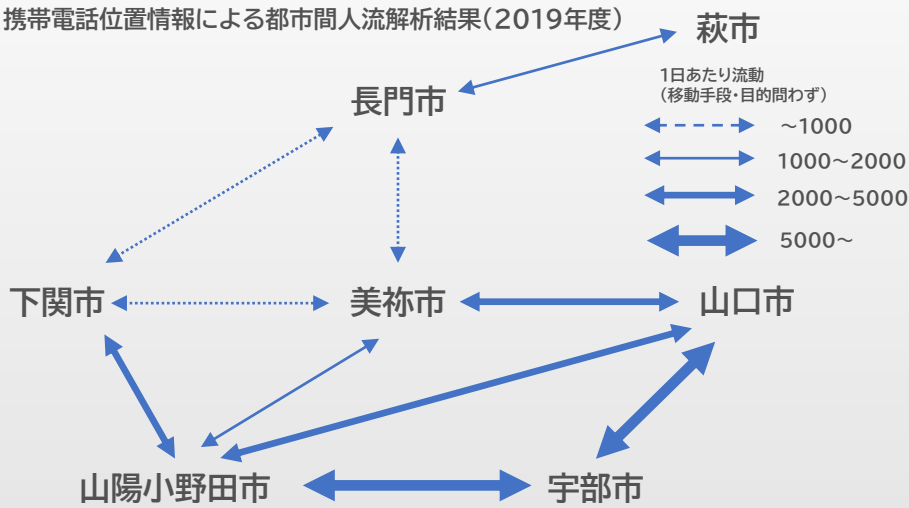 携帯電話位置情報による都市間人流解析結果(2019年度)
萩市
1日あたり流動
(移動手段・目的問わず)
長門市
～1000
1000～2000
2000～5000
5000～
下関市
美祢市
山口市
山陽小野田市
宇部市